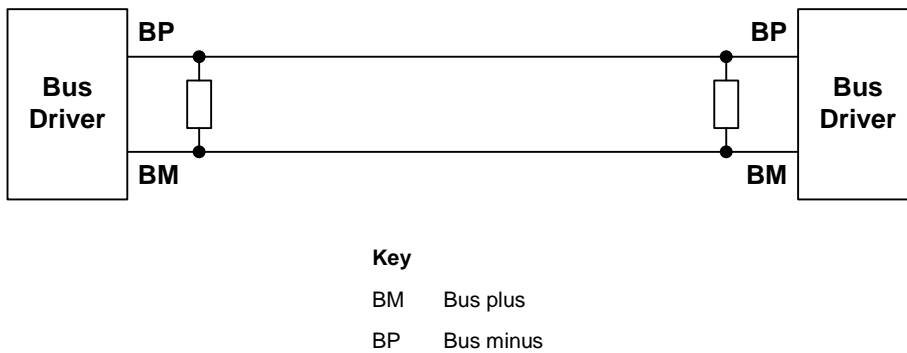 BP
BP
Bus
Driver
Bus
Driver
BM
BM
Key
BM Bus plus
BP Bus minus